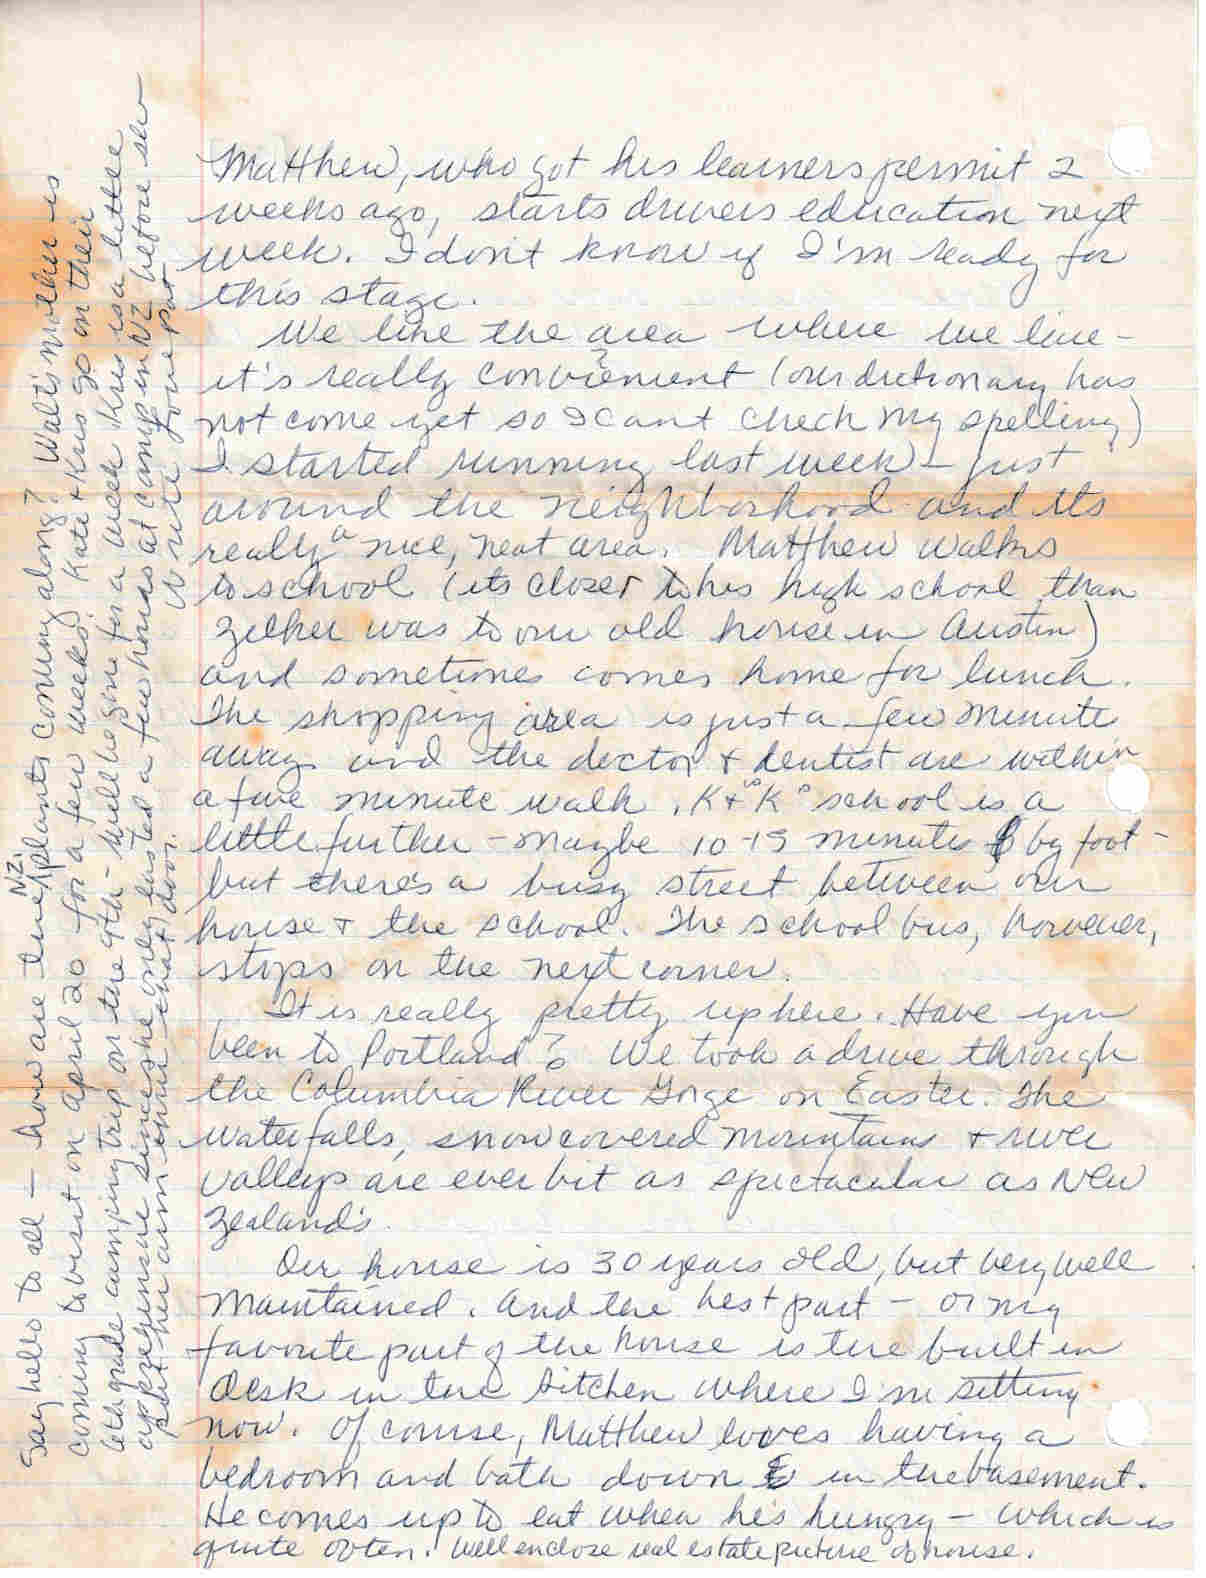 Matthew, who got his learners permit 2
weeks ago, starts drivers education next
week. I don't know if I'm ready for
this stage.
We like the area where we live -
it's really convienient (our dictionary has
?
not come yet so I cant check my spelling)
I started running last week - just
around the neighborhood and its
really a nice, neat area. Matthew walks
to school (its closer to his high school than
Zilker was to our old house in Austin)
and sometimes comes home for lunch.
The shopping area is just a few minute
away and the doctor + dentist are within
a five minute walk. K + K's school is a
little further - maybe 10-15 minutes by foot -
but there's a busy street between our
house + the school. The school bus, however,
stops on the next corner.
It is really pretty up here. Have you
been to Portland? We took a drive through
the Columbia River Gorge on Easter. The
waterfalls, snowcovered mountains + river
valleys are ever bit as spectacular as New
Zealand's.
Our house is 30 years old, but very well
maintained. And the best part - or my
favorite part of the house is the built in
desk in the kitchen where I'm sitting
now. Of course, Matthew loves having a
bedroom and bath down in the basement.
He comes up to eat when he's hungry - which is
quite often. Will enclose real estate picture of house.
Say hello to all - how are the NZ. plants coming along? Walt's mother is
coming to visit on April 20 for a few weeks. Kate + Kris go on their
6th grade camping trip on the 9th - will be gone for a week. Kris is a little
apprehensive since she only lasted a few hours at camp in NZ before she
put her arm thru that door. Write Love Pat